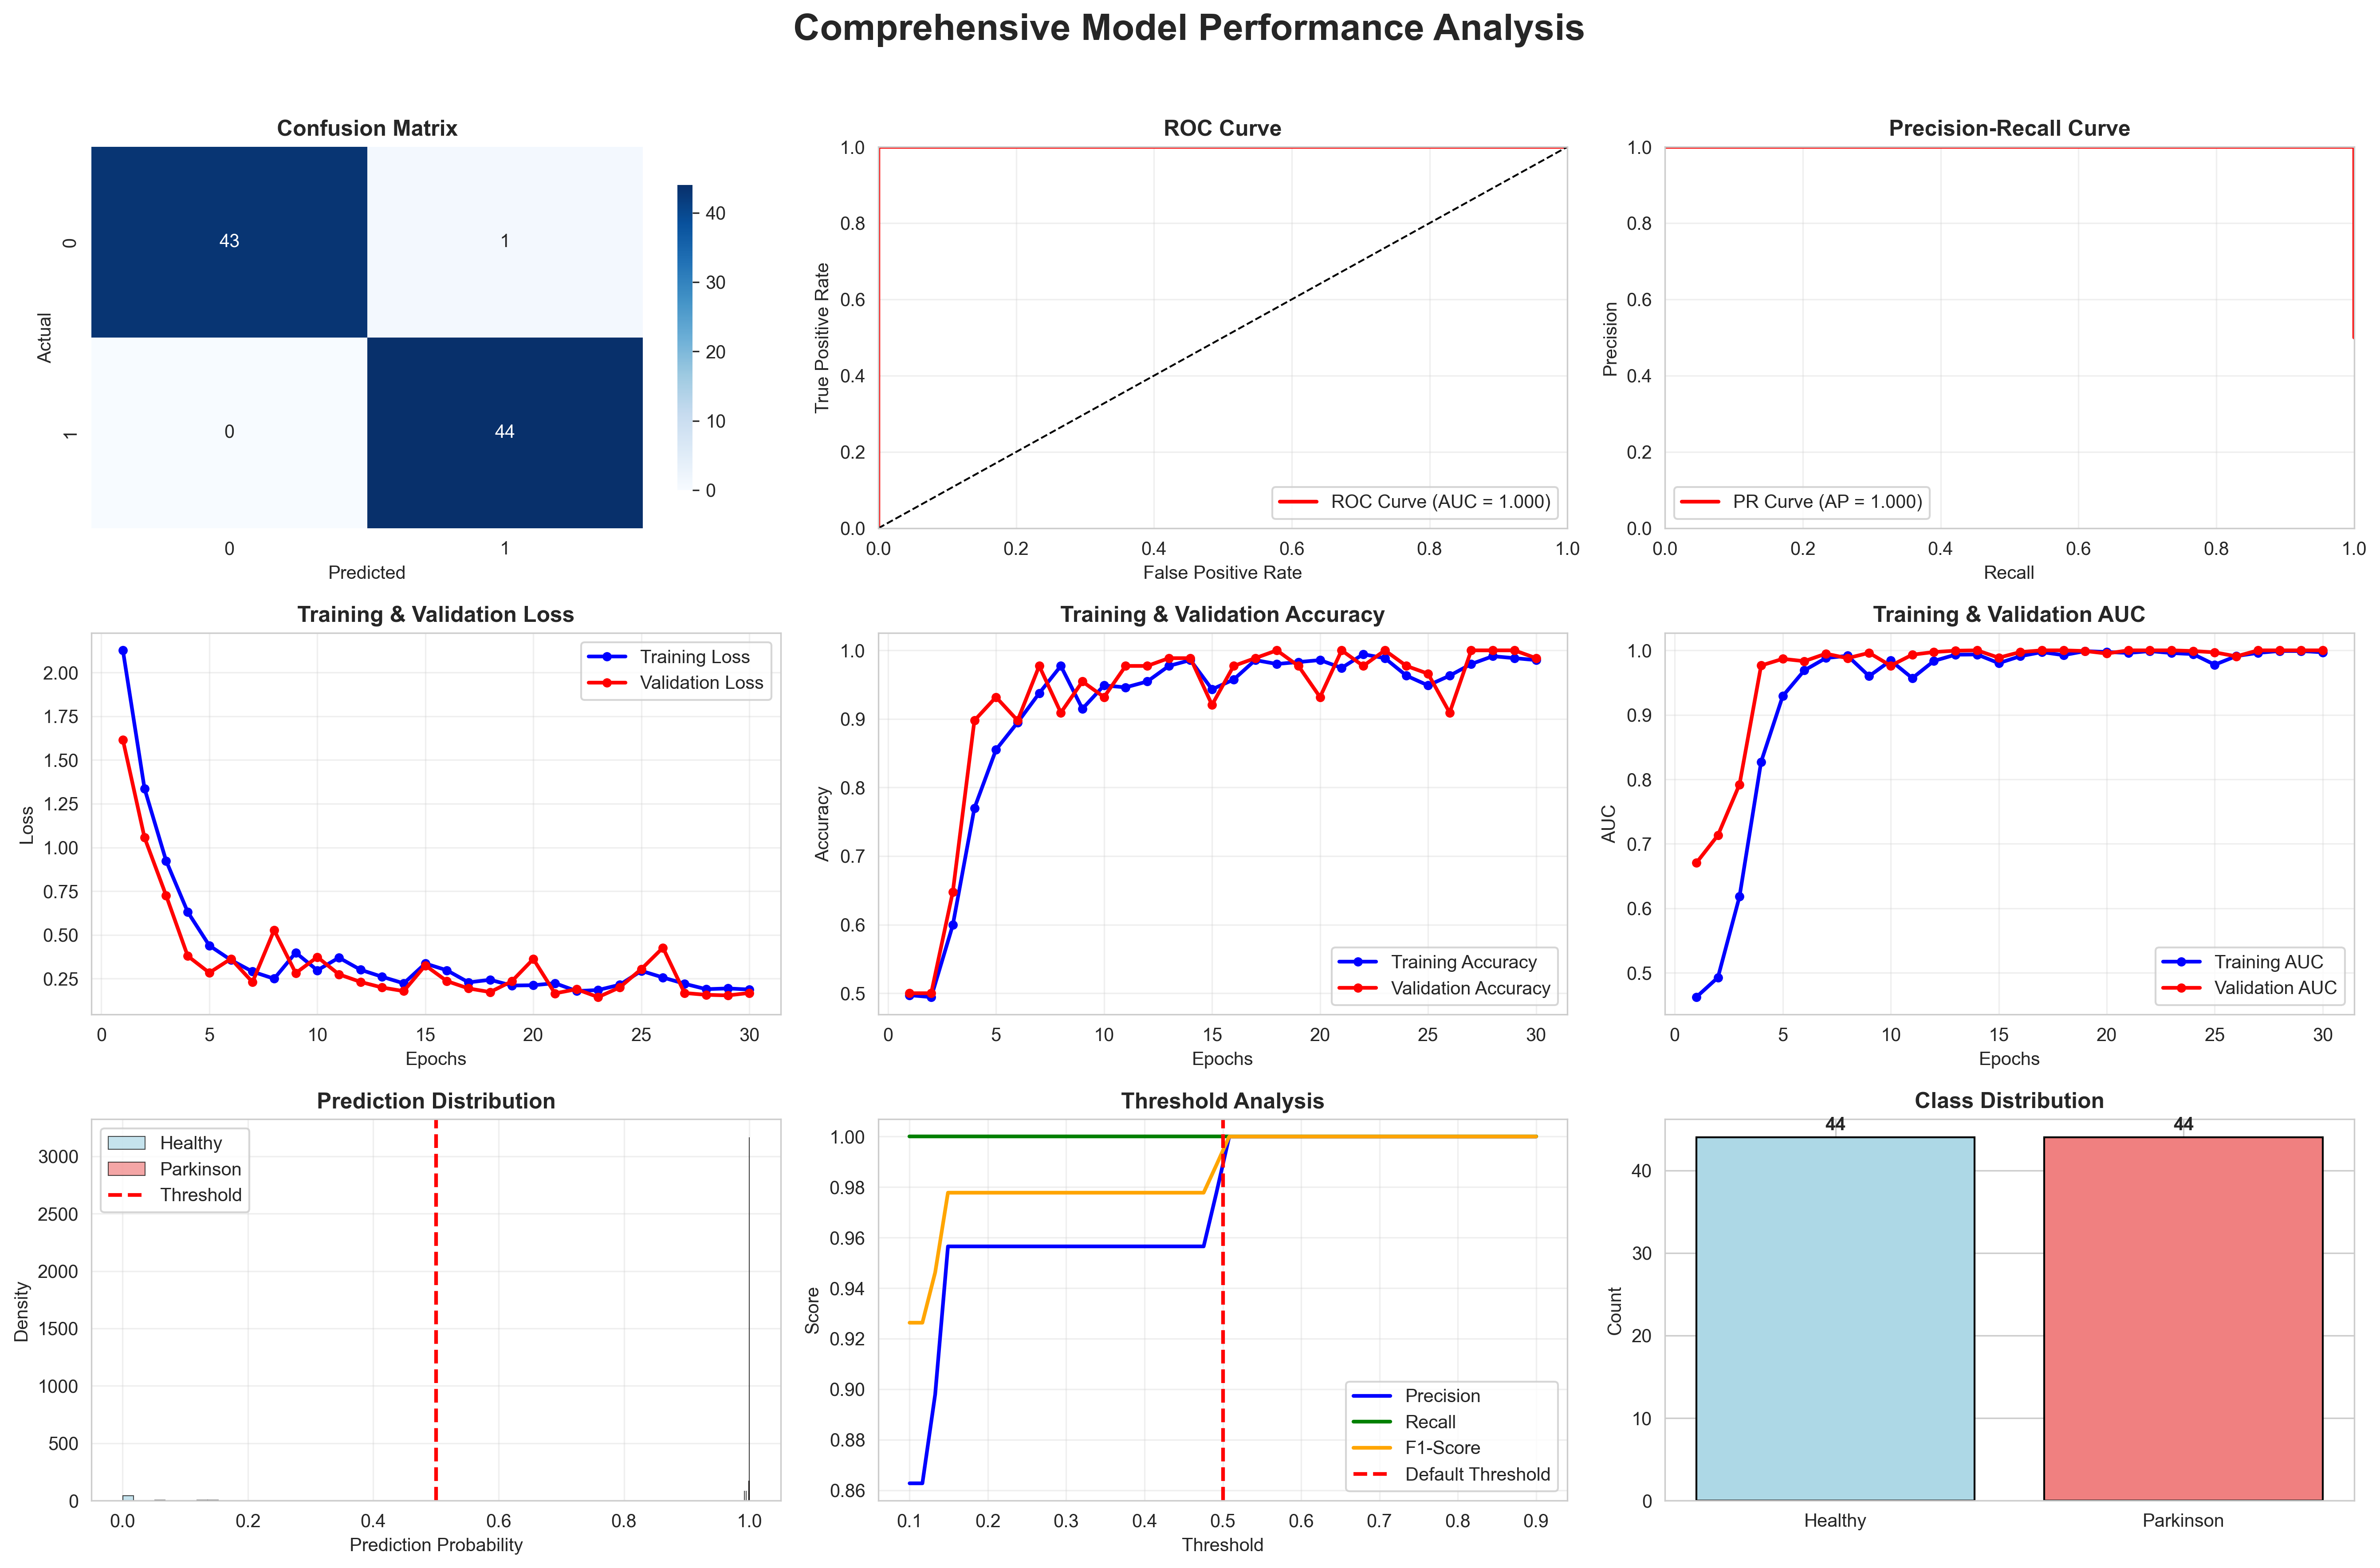 Comprehensive Model Performance Analysis
Confusion Matrix
43
1
0
44
0
1
0
1
Actual
Predicted
40
30
20
10
0
ROC Curve
1.0
0.8
0.6
0.4
0.2
0.0
True Positive Rate
ROC Curve (AUC = 1.000)
0.0 0.2 0.4 0.6 0.8 1.0
False Positive Rate
Precision-Recall Curve
1.0
0.8
0.6
0.4
0.2
0.0
Precision
PR Curve (AP = 1.000)
0.0 0.2 0.4 0.6 0.8 1.0
Recall
Training & Validation Loss
Training Loss
Validation Loss
2.00
1.75
1.50
1.25
1.00
0.75
0.50
0.25
Loss
0 5 10 15 20 25 30
Epochs
Training & Validation Accuracy
1.0
0.9
0.8
0.7
0.6
0.5
Accuracy
Training Accuracy
Validation Accuracy
0 5 10 15 20 25 30
Epochs
Training & Validation AUC
1.0
0.9
0.8
0.7
0.6
0.5
AUC
Training AUC
Validation AUC
0 5 10 15 20 25 30
Epochs
Prediction Distribution
Healthy
Parkinson
Threshold
3000
2500
2000
1500
1000
500
0
Density
0.0 0.2 0.4 0.6 0.8 1.0
Prediction Probability
Threshold Analysis
1.00
0.98
0.96
0.94
0.92
0.90
0.88
0.86
Score
Precision
Recall
F1-Score
Default Threshold
0.1 0.2 0.3 0.4 0.5 0.6 0.7 0.8 0.9
Threshold
Class Distribution
44 44
40
30
20
10
0
Count
Healthy Parkinson